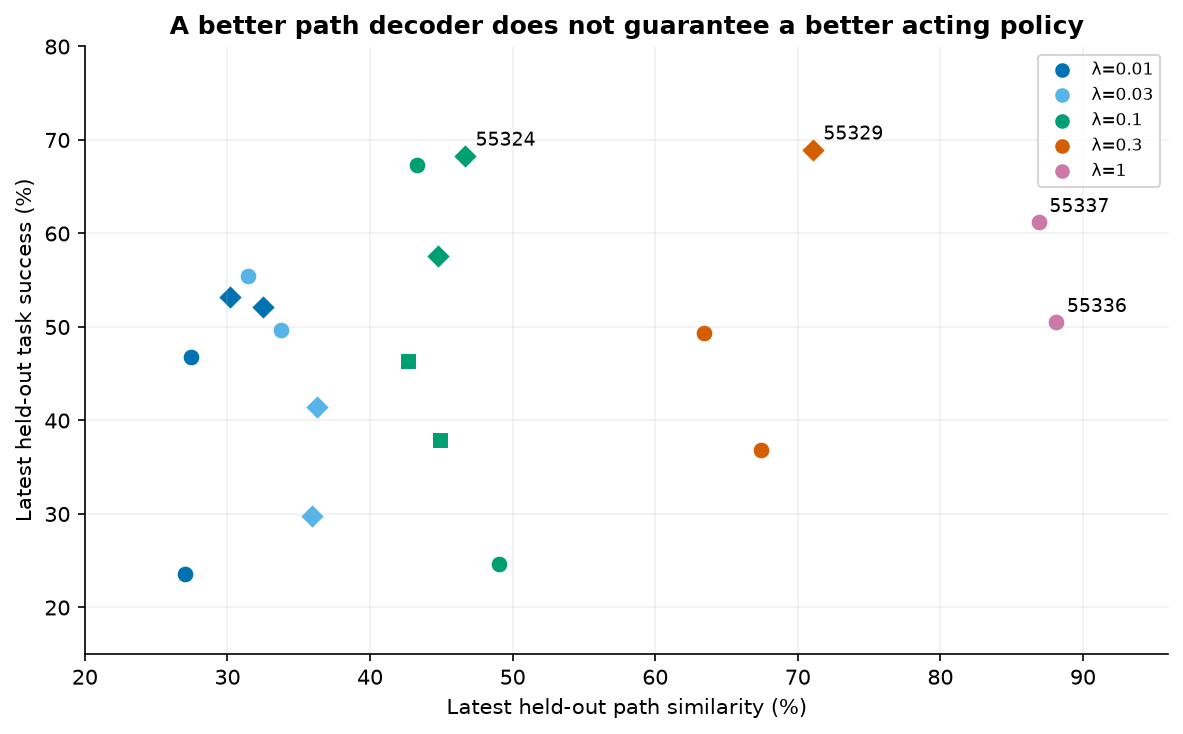 A better path decoder does not guarantee a better acting policy
Latest held-out task success (%)
80
70
60
50
40
30
20
55324
55329
55337
55336
λ=0.01
λ=0.03
λ=0.1
λ=0.3
λ=1
20 30 40 50 60 70 80 90
Latest held-out path similarity (%)